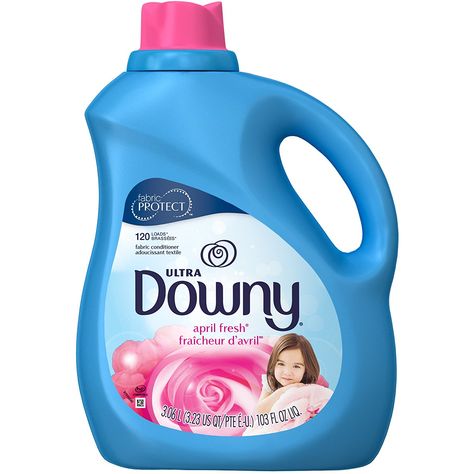 fabric
PROTECT
120 LOADS*
BRASSÉES*
fabric conditioner
adoucissant textile
ULTRA
Downy
april fresh®
fraîcheur d'avril
3.06 L (3.23 US QT/PTE É.-U.) 103 FL OZ LIQ.